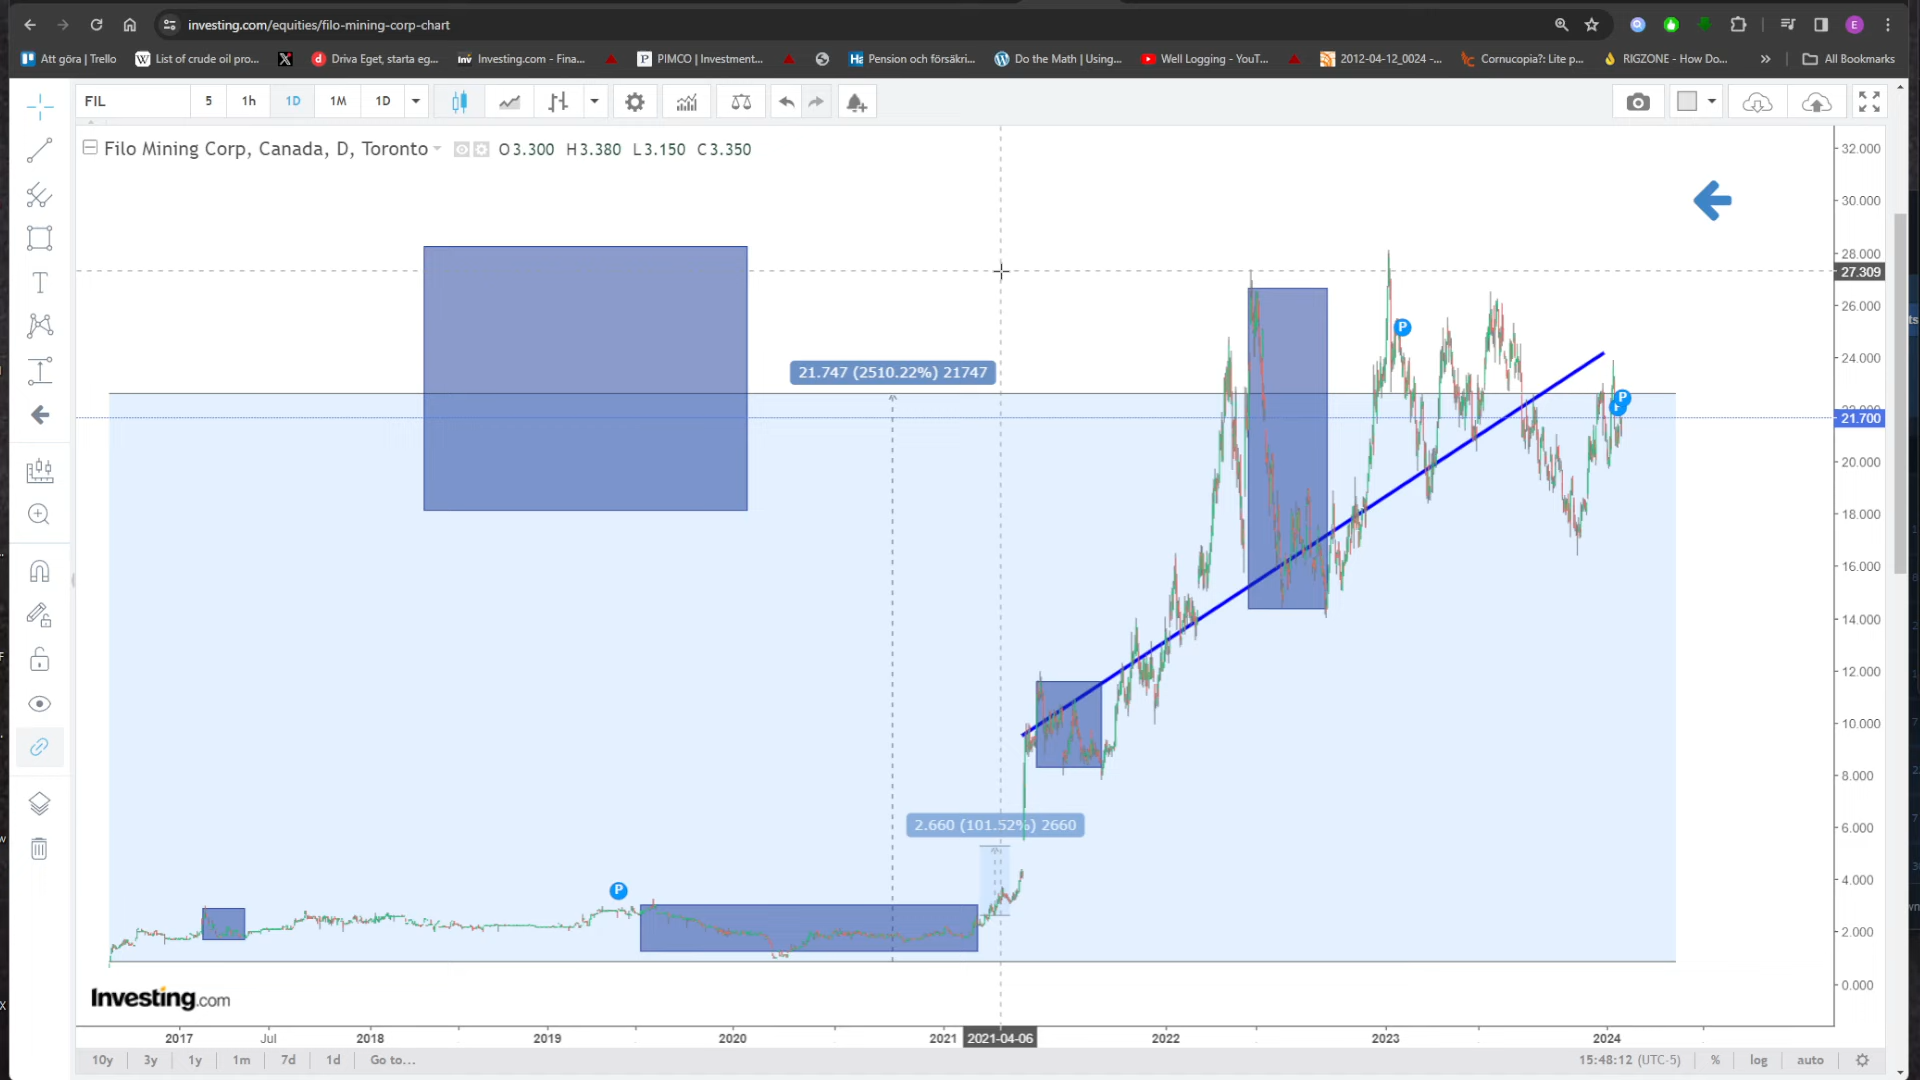 investing.com/equities/filo-mining-corp-chart
E
Att göra | Trello
List of crude oil pro...
Driva Eget, starta eg...
Investing.com - Fina...
PIMCO | Investment...
Pension och försäkri...
Do the Math | Using...
Well Logging - YouT...
2012-04-12_0024 -...
Cornucopia?: Lite p...
RIGZONE - How Do...
»
All Bookmarks
FIL 5 1h 1D 1M 1D
Filo Mining Corp, Canada, D, Toronto O3.300 H3.380 L3.150 C3.350
32.000
30.000
28.000
27.309
26.000
P
24.000
21.747 (2510.22%) 21747
P
21.700
20.000
18.000
16.000
14.000
12.000
10.000
8.000
6.000
2.660 (101.52%) 2660
4.000
P
2.000
0.000
Investing.com
2017 Jul 2018 2019 2020 2021 2021-04-06 2022 2023 2024
10y 3y 1y 1m 7d 1d Go to... 15:48:12 (UTC-5) % log auto